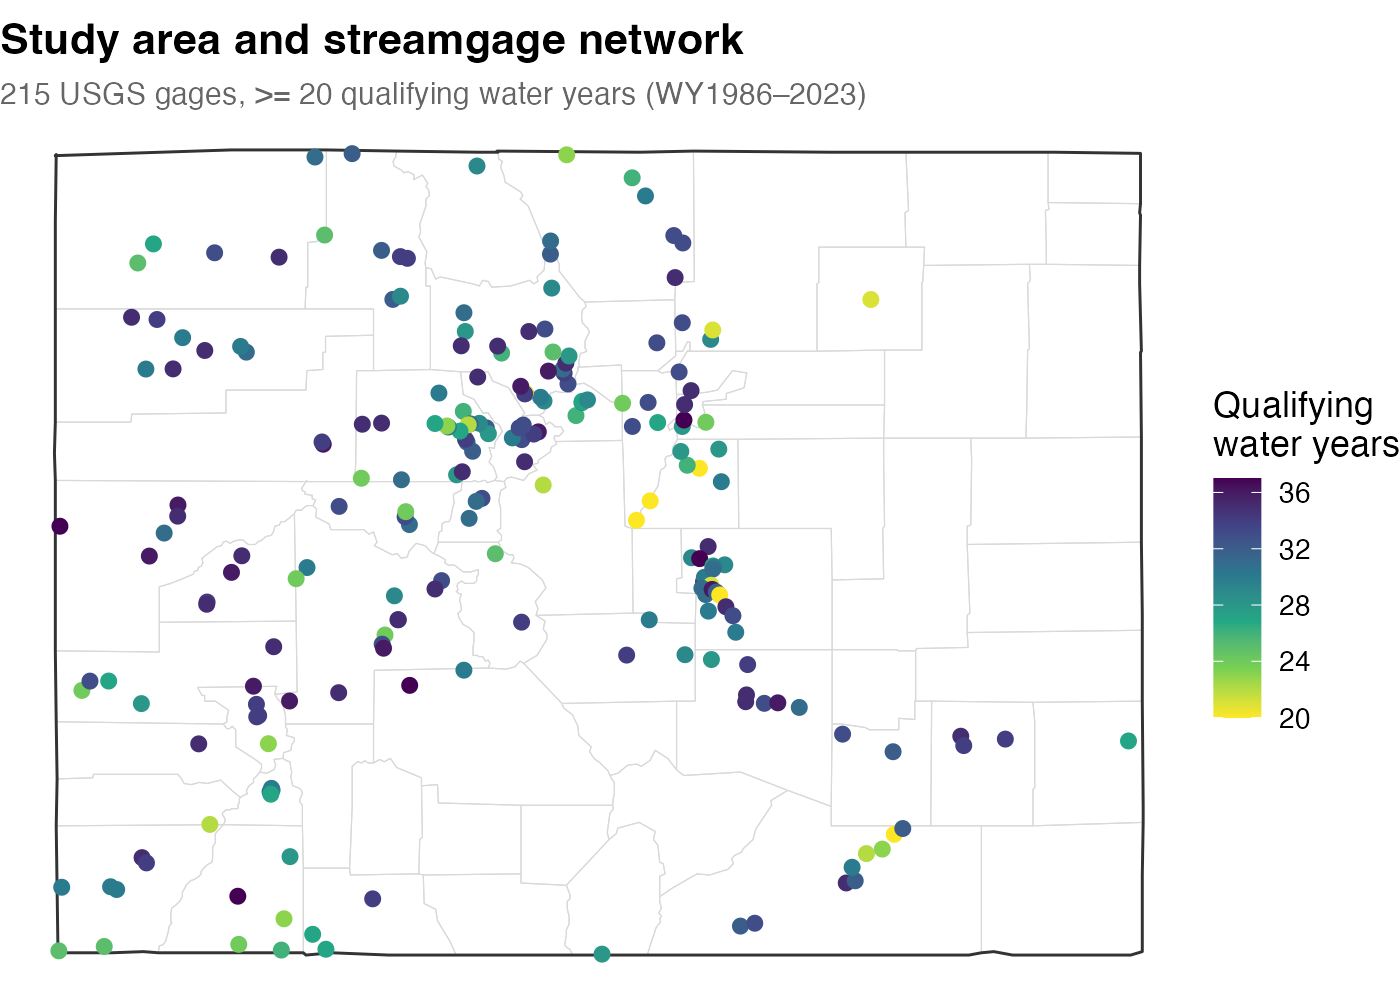 Study area and streamgage network
215 USGS gages, >= 20 qualifying water years (WY1986–2023)
Qualifying
water years
36
32
28
24
20